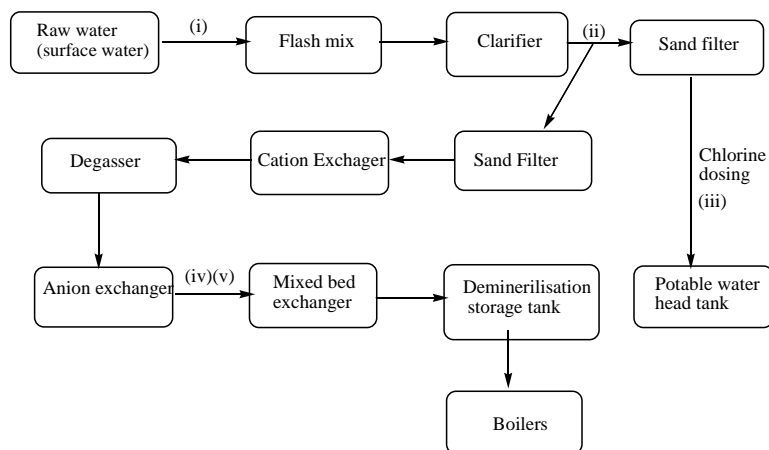 Raw water
(surface water)
(i)
Flash mix
Clarifier
(ii)
Sand filter
Degasser
Cation Exchager
Sand Filter
Chlorine
dosing
(iii)
Anion exchanger
(iv)(v)
Mixed bed
exchanger
Deminerilisation
storage tank
Potable water
head tank
Boilers